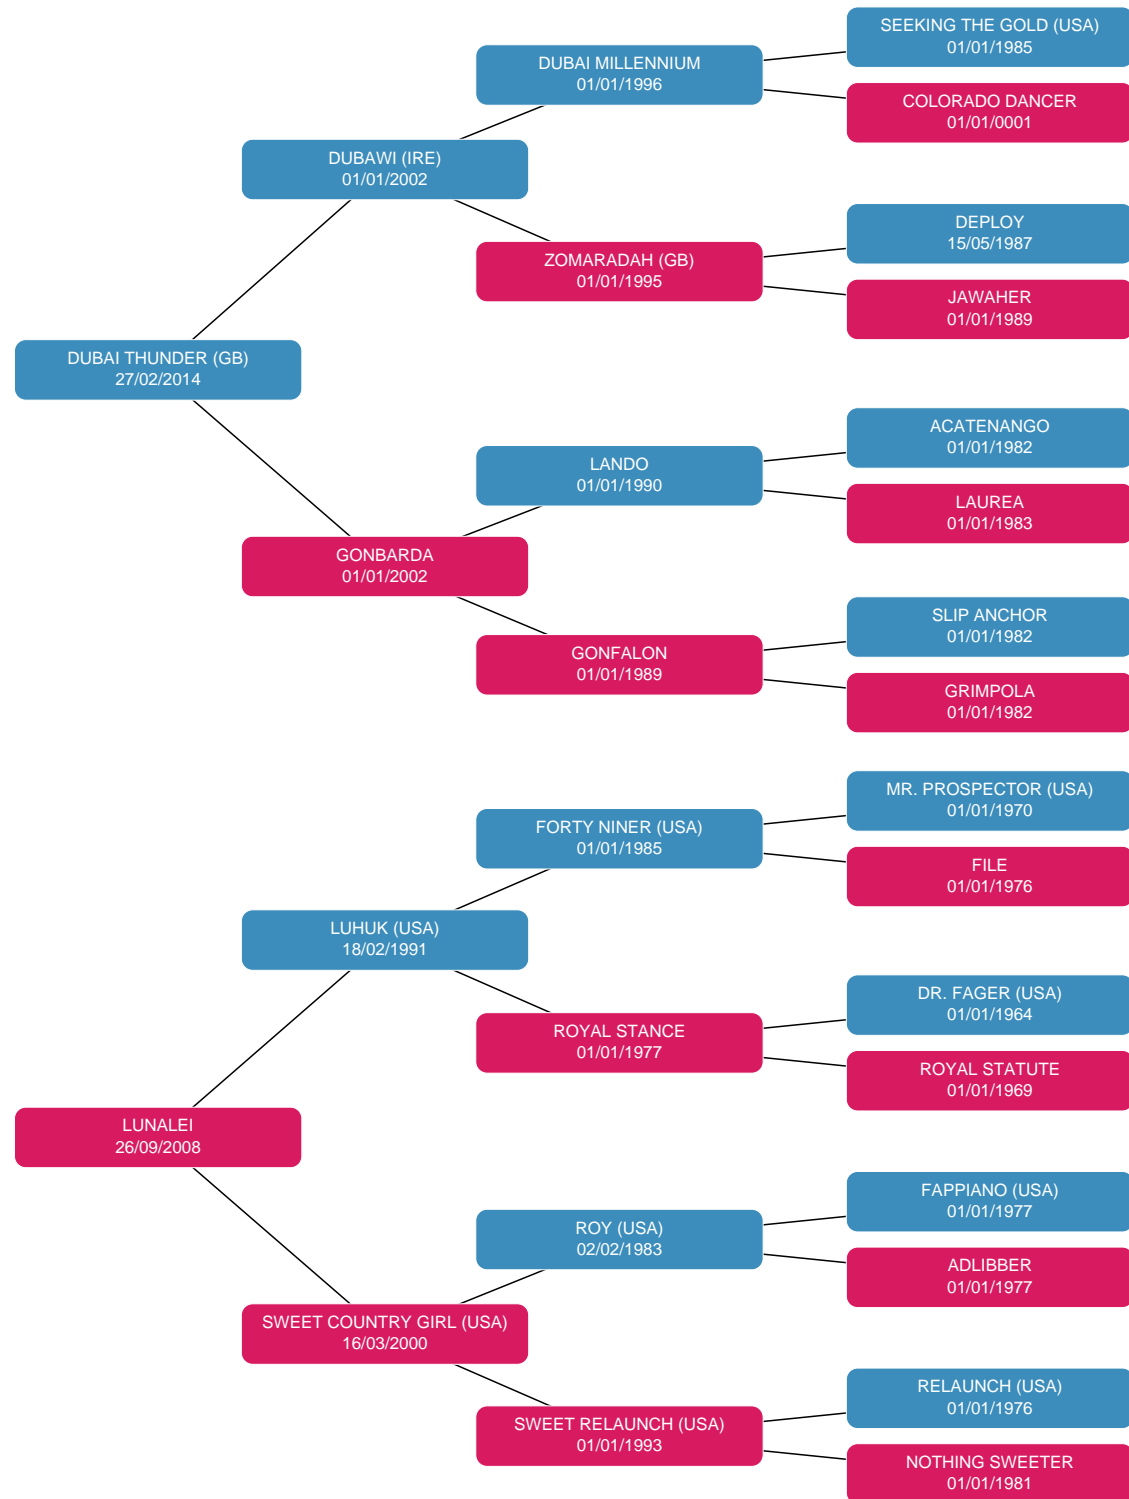 SEEKING THE GOLD (USA)
01/01/1985
DUBAI MILLENNIUM
01/01/1996
COLORADO DANCER
01/01/0001
DUBAWI (IRE)
01/01/2002
DEPLOY
15/05/1987
ZOMARADAH (GB)
01/01/1995
JAWAHER
01/01/1989
DUBAI THUNDER (GB)
27/02/2014
ACATENANGO
01/01/1982
LANDO
01/01/1990
LAUREA
01/01/1983
GONBARDA
01/01/2002
SLIP ANCHOR
01/01/1982
GONFALON
01/01/1989
GRIMPOLA
01/01/1982
MR. PROSPECTOR (USA)
01/01/1970
FORTY NINER (USA)
01/01/1985
FILE
01/01/1976
LUHUK (USA)
18/02/1991
DR. FAGER (USA)
01/01/1964
ROYAL STANCE
01/01/1977
ROYAL STATUTE
01/01/1969
LUNALEI
26/09/2008
FAPPIANO (USA)
01/01/1977
ROY (USA)
02/02/1983
ADLIBBER
01/01/1977
SWEET COUNTRY GIRL (USA)
16/03/2000
RELAUNCH (USA)
01/01/1976
SWEET RELAUNCH (USA)
01/01/1993
NOTHING SWEETER
01/01/1981